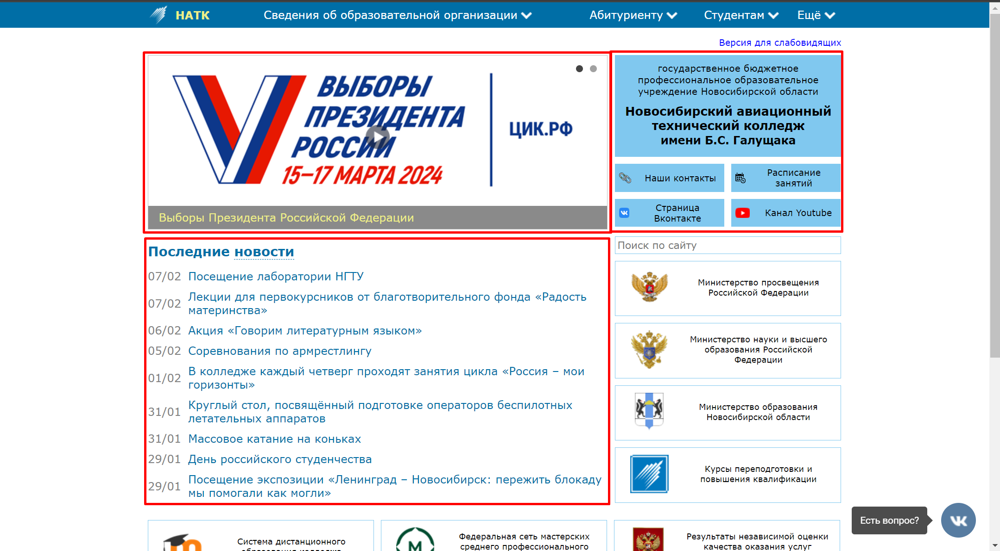 НАТК
Сведения об образовательной организации
Абитуриенту
Студентам
Ещё
Версия для слабовидящих
ВЫБОРЫ
ПРЕЗИДЕНТА
РОССИИ
15–17 МАРТА 2024
ЦИК.РФ
Выборы Президента Российской Федерации
государственное бюджетное
профессиональное образовательное
учреждение Новосибирской области
Новосибирский авиационный
технический колледж
имени Б.С. Галущака
Наши контакты
Расписание
занятий
Страница
Вконтакте
Канал Youtube
Последние новости
07/02 Посещение лаборатории НГТУ
07/02 Лекции для первокурсников от благотворительного фонда «Радость
материнства»
06/02 Акция «Говорим литературным языком»
05/02 Соревнования по армрестлингу
01/02 В колледже каждый четверг проходят занятия цикла «Россия – мои
горизонты»
31/01 Круглый стол, посвящённый подготовке операторов беспилотных
летательных аппаратов
31/01 Массовое катание на коньках
29/01 День российского студенчества
29/01 Посещение экспозиции «Ленинград – Новосибирск: пережить блокаду
мы помогали как могли»
Поиск по сайту
Министерство просвещения
Российской Федерации
Министерство науки и высшего
образования Российской
Федерации
Министерство образования
Новосибирской области
Курсы переподготовки и
повышения квалификации
Есть вопрос?
Система дистанционного
образования колледжа
М
Федеральная сеть мастерских
среднего профессионального
Результаты независимой оценки
качества оказания услуг